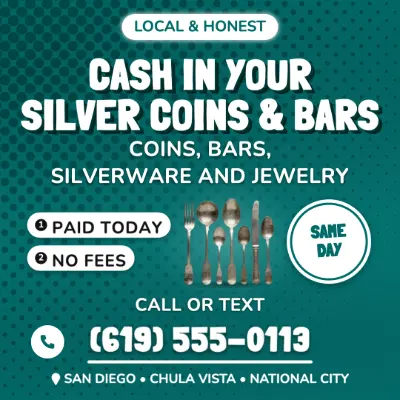 LOCAL & HONEST
CASH IN YOUR
SILVER COINS & BARS
COINS, BARS,
SILVERWARE AND JEWELRY
1 PAID TODAY
2 NO FEES
SAME
DAY
CALL OR TEXT
(619) 555-0113
SAN DIEGO • CHULA VISTA • NATIONAL CITY